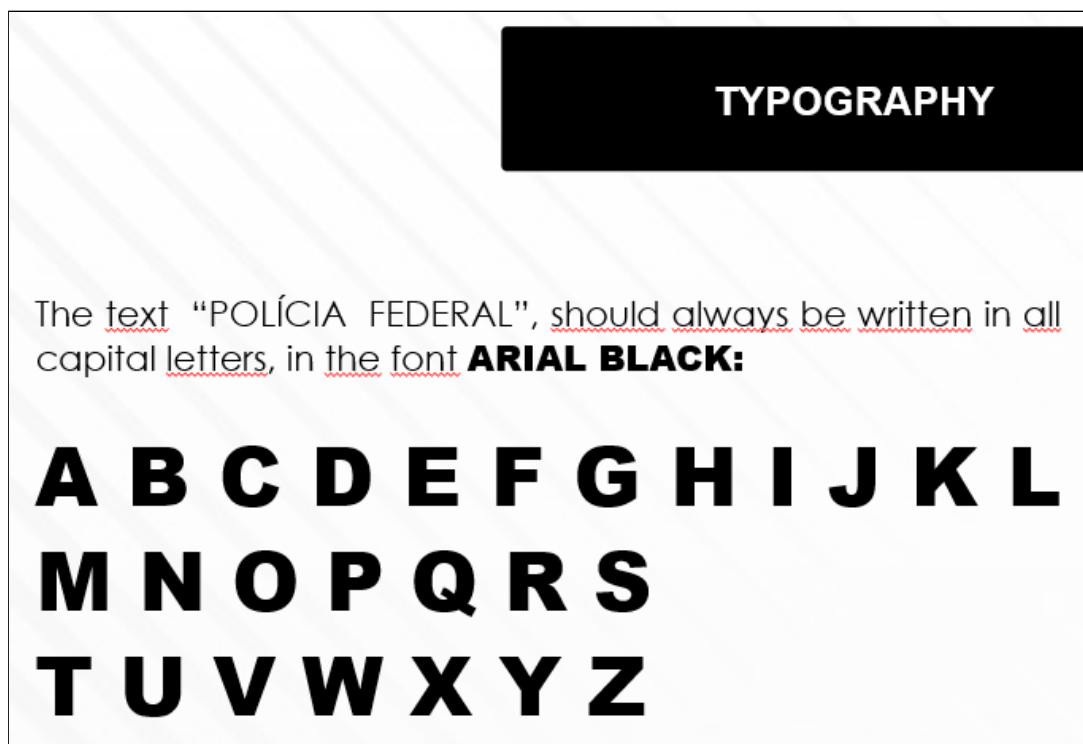 TYPOGRAPHY
The text “POLÍCIA FEDERAL”, should always be written in all
capital letters, in the font ARIAL BLACK:
A B C D E F G H I J K L
M N O P Q R S
T U V W X Y Z